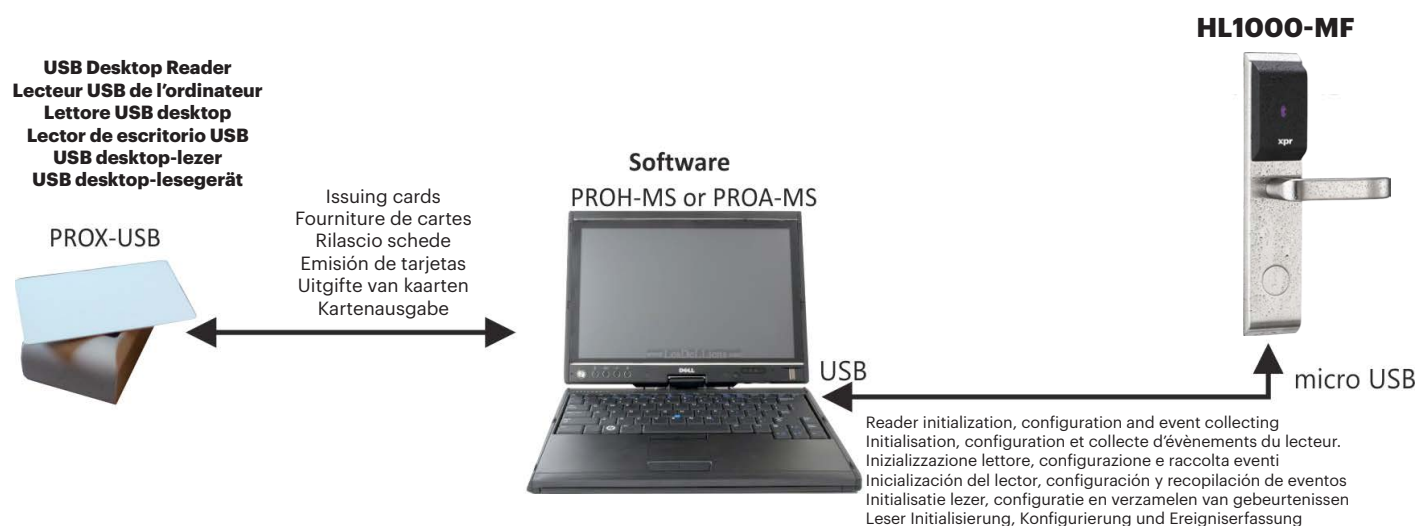 HL1000-MF
USB Desktop Reader
Lecteur USB de l'ordinateur
Lettore USB desktop
Lector de escritorio USB
USB desktop-lezer
USB desktop-lesegerät
PROX-USB
Issuing cards
Fourniture de cartes
Rilascio schede
Emisión de tarjetas
Uitgifte van kaarten
Kartenausgabe
Software
PROH-MS or PROA-MS
xpr
DELL
USB
micro USB
Reader initialization, configuration and event collecting
Initialisation, configuration et collecte d'évènements du lecteur.
Inizializzazione lettore, configurazione e raccolta eventi
Inicialización del lector, configuración y recopilación de eventos
Initialisatie lezer, configuratie en verzamelen van gebeurtenissen
Leser Initialisierung, Konfigurierung und Ereigniserfassung